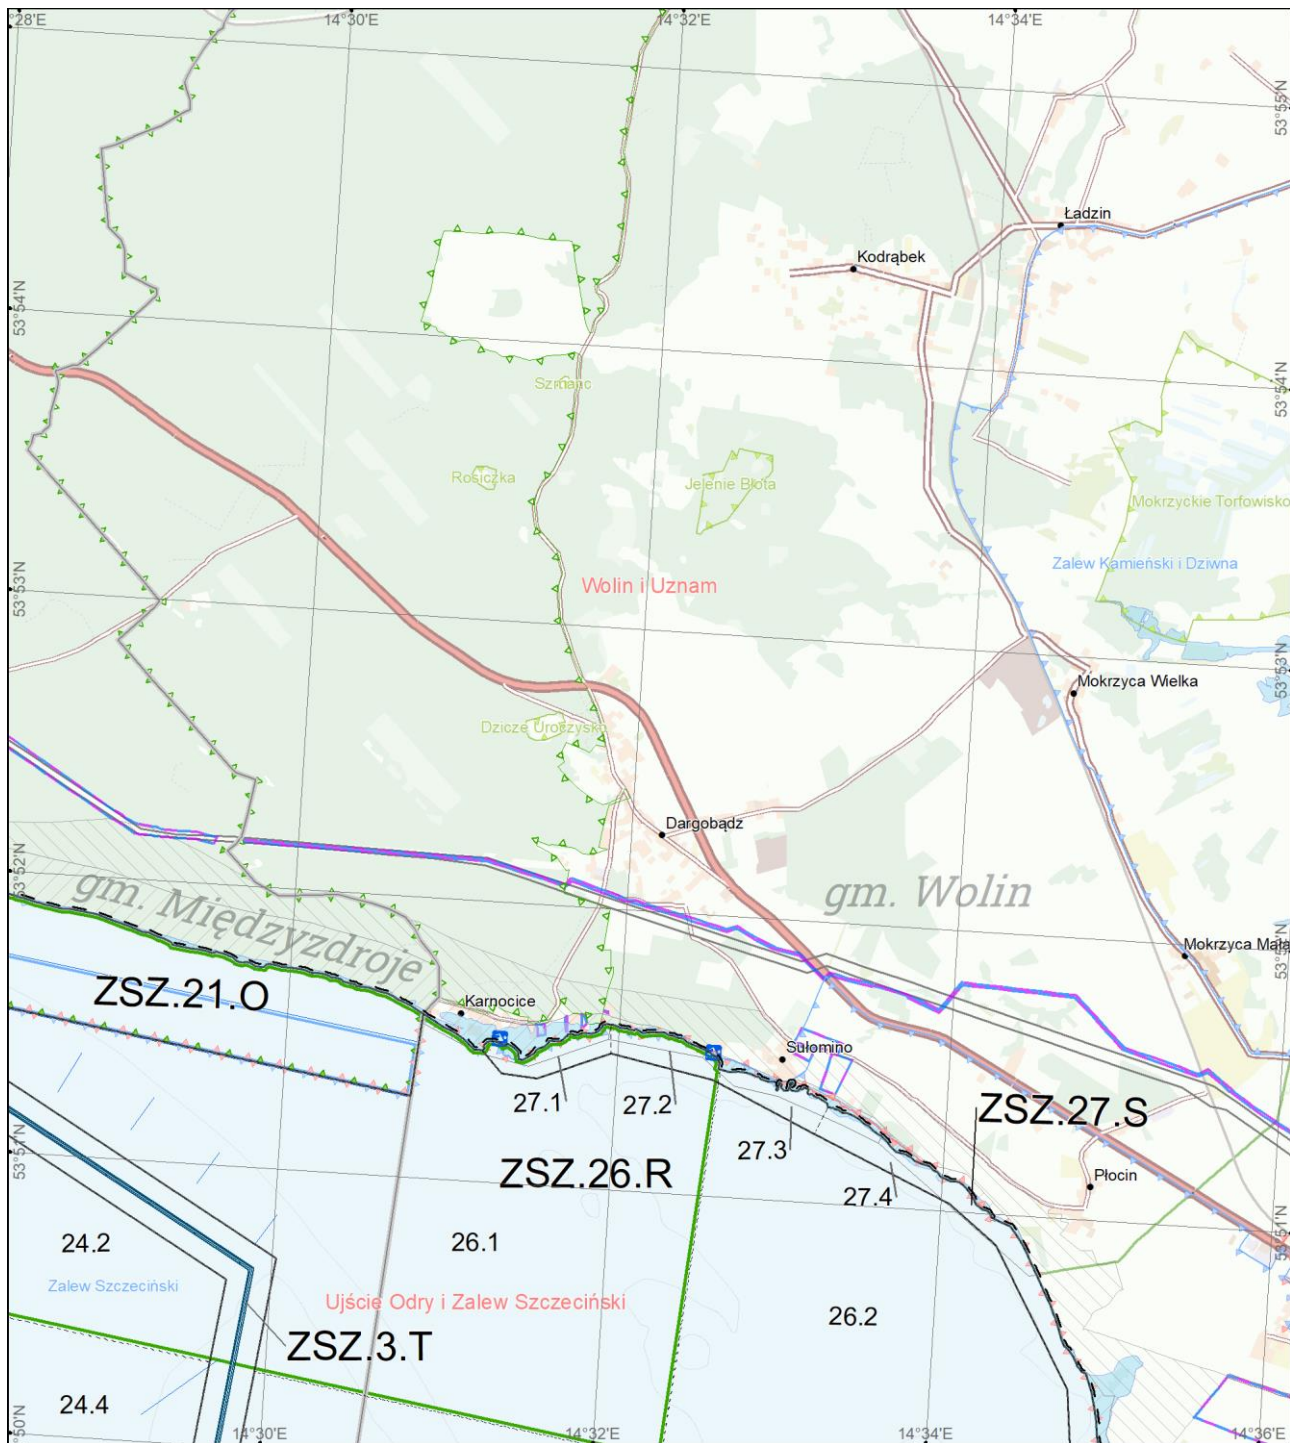 28'E
14°30'E
14°32'E
14°34'E
53°55'N
Ładzin
Kodrąbek
53°54'N
53°54'N
Szmanc
Rosiczka
Jelenie Błota
Mokrzyckie Torfowisko
Zalew Kamieński i Dziwna
53°53'N
Wolin i Uznam
53°53'N
Mokrzyca Wielka
Dzicze Uroczysko
Dargobądz
53°52'N
gm. Międzyzdroje
gm. Wolin
Mokrzyca Mała
53°52'N
ZSZ.21.O
Karnocice
Sułomino
27.1
27.2
ZSZ.27.S
53°51'N
27.3
ZSZ.26.R
27.4
Płocin
53°51'N
24.2
26.1
Zalew Szczeciński
Ujście Odry i Zalew Szczeciński
26.2
ZSZ.3.T
24.4
50'N
14°30'E
14°32'E
14°34'E
14°36'E